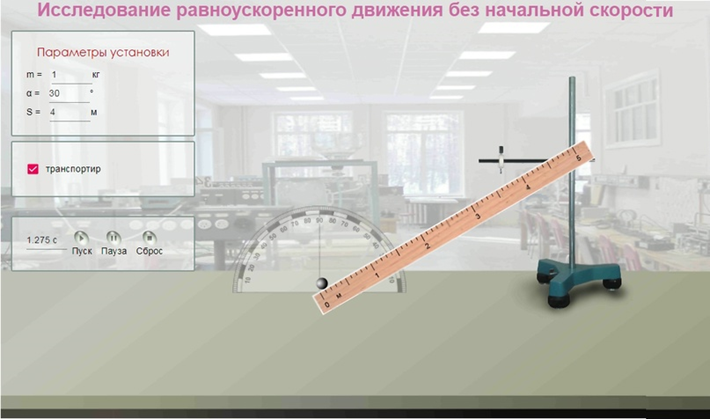 Исследование равноускоренного движения без начальной скорости
Параметры установки
m = 1 кг
α = 30 °
S = 4 м
транспортир
1.275 с
Пуск Пауза Сброс
0 м 1 2 3 4 5